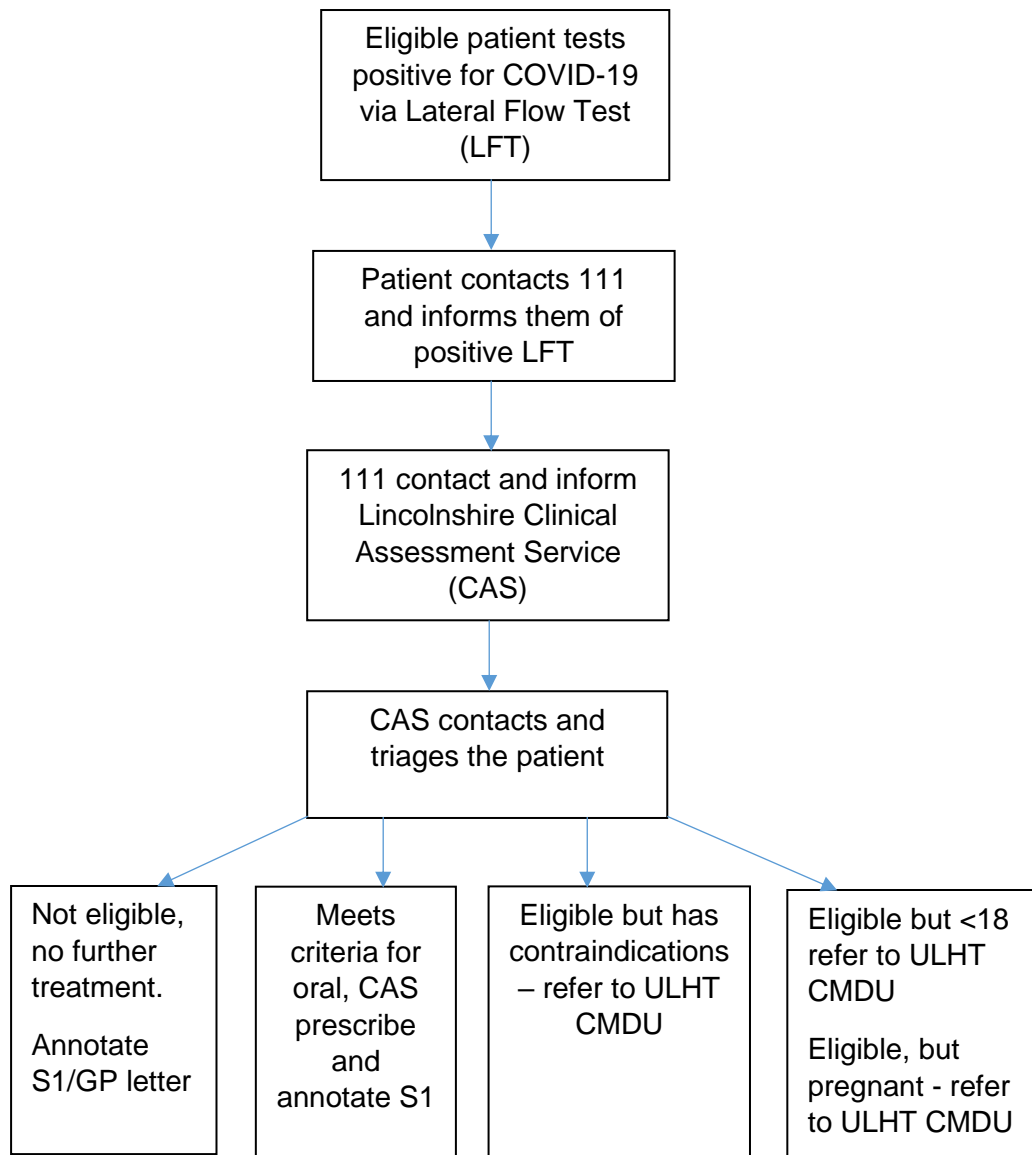 Eligible patient tests
positive for COVID-19
via Lateral Flow Test
(LFT)
Patient contacts 111
and informs them of
positive LFT
111 contact and inform
Lincolnshire Clinical
Assessment Service
(CAS)
CAS contacts and
triages the patient
Not eligible,
no further
treatment.
Annotate
S1/GP letter
Meets
criteria for
oral, CAS
prescribe
and
annotate S1
Eligible but has
contraindications
– refer to ULHT
CMDU
Eligible but <18
refer to ULHT
CMDU
Eligible, but
pregnant - refer
to ULHT CMDU